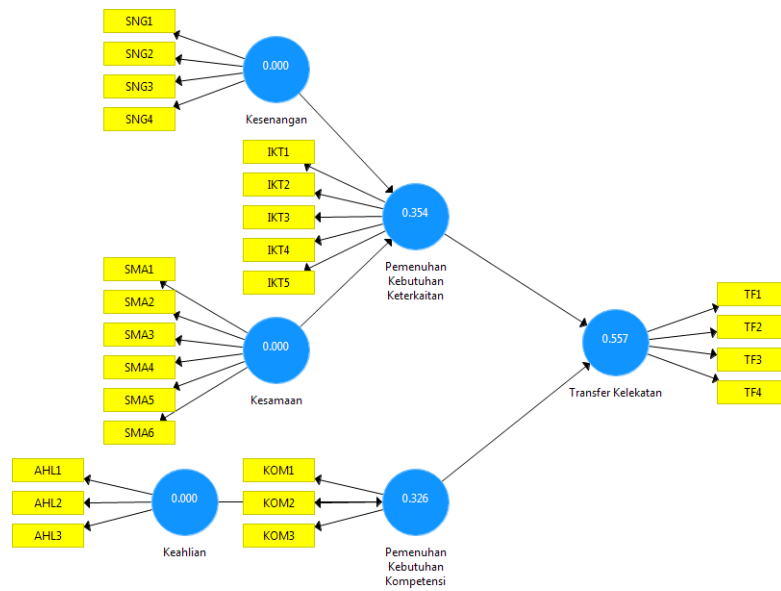 SNG1
SNG2
SNG3
SNG4
0.000
Kesenangan
IKT1
IKT2
IKT3
IKT4
IKT5
0.354
Pemenuhan
Kebutuhan
Keterkaitan
SMA1
SMA2
SMA3
SMA4
SMA5
SMA6
0.000
Kesamaan
0.557
Transfer Kelekatan
TF1
TF2
TF3
TF4
AHL1
AHL2
AHL3
0.000
Keahlian
KOM1
KOM2
KOM3
0.326
Pemenuhan
Kebutuhan
Kompetensi